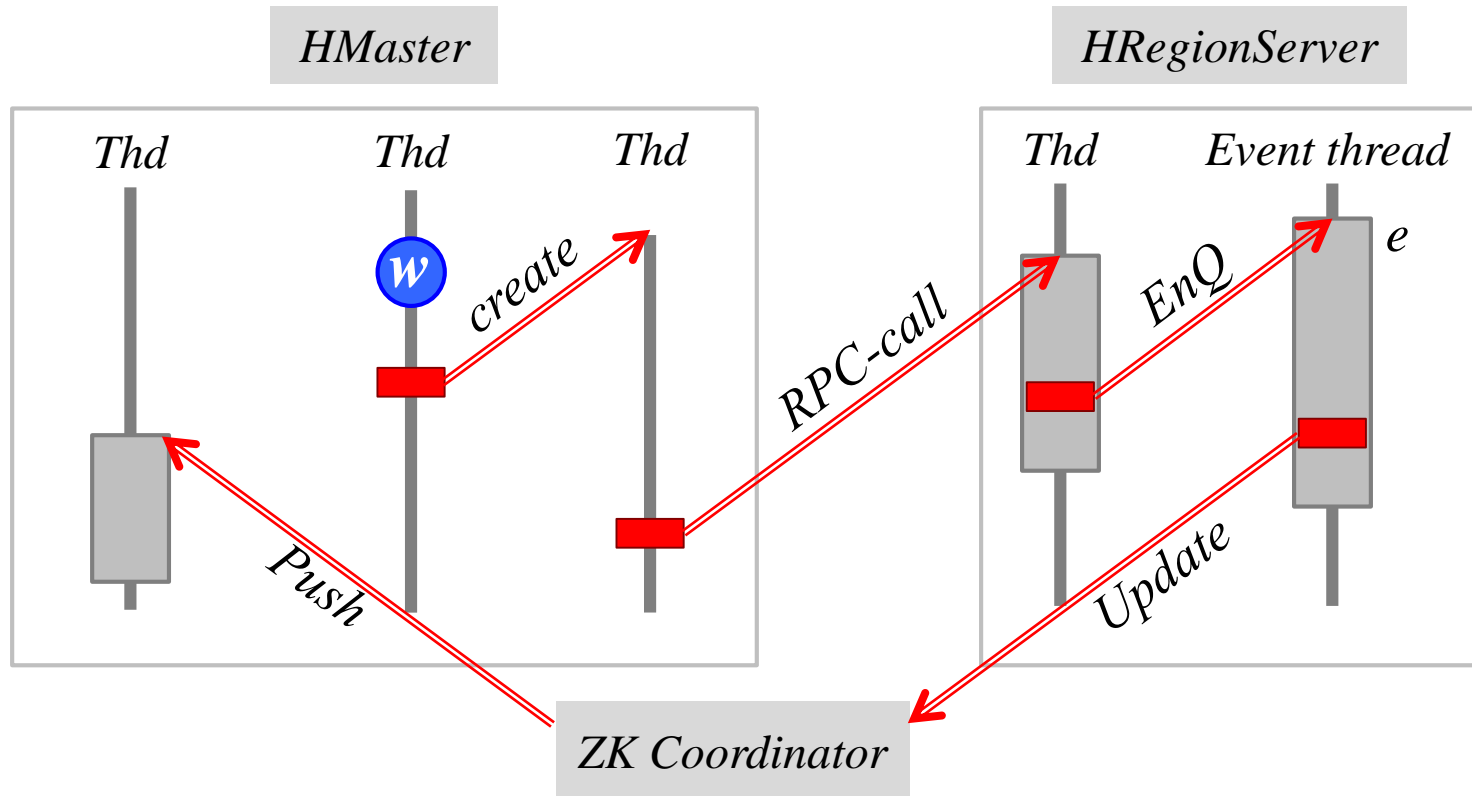 HMaster
HRegionServer
Thd
Thd
Thd
Thd
Event thread
W
create
RPC-call
EnQ
e
Push
Update
ZK Coordinator